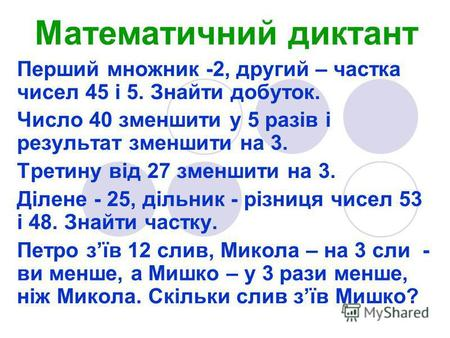 Математичний диктант
Перший множник -2, другий – частка
чисел 45 і 5. Знайти добуток.
Число 40 зменшити у 5 разів і
результат зменшити на 3.
Третину від 27 зменшити на 3.
Ділене - 25, дільник - різниця чисел 53
і 48. Знайти частку.
Петро з’їв 12 слив, Микола – на 3 сли -
ви менше, а Мишко – у 3 рази менше,
ніж Микола. Скільки слив з’їв Мишко?
MyShared